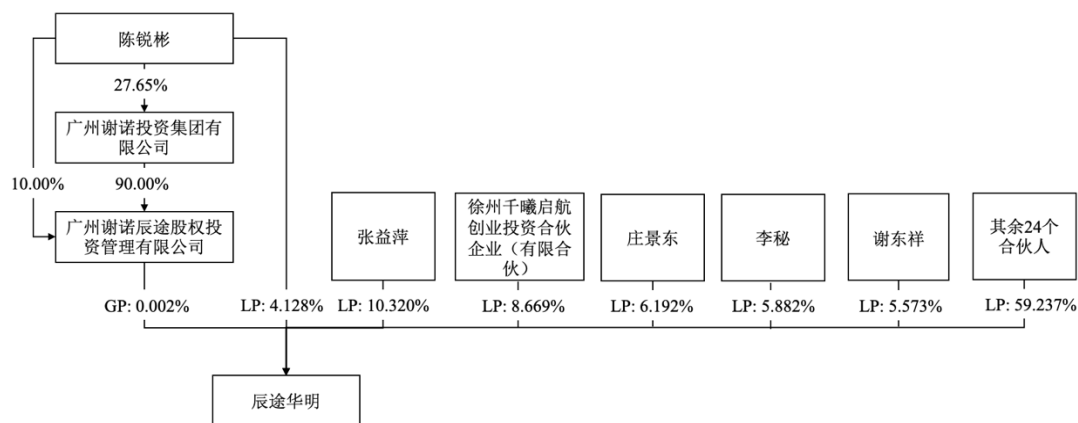 陈锐彬
27.65%
广州谢诺投资集团有
限公司
10.00%
90.00%
广州谢诺辰途股权投
资管理有限公司
张益萍
徐州千曦启航
创业投资合伙
企业（有限合
伙）
庄景东
李秘
谢东祥
其余24个
合伙人
GP: 0.002%
LP: 4.128%
LP: 10.320%
LP: 8.669%
LP: 6.192%
LP: 5.882%
LP: 5.573%
LP: 59.237%
辰途华明